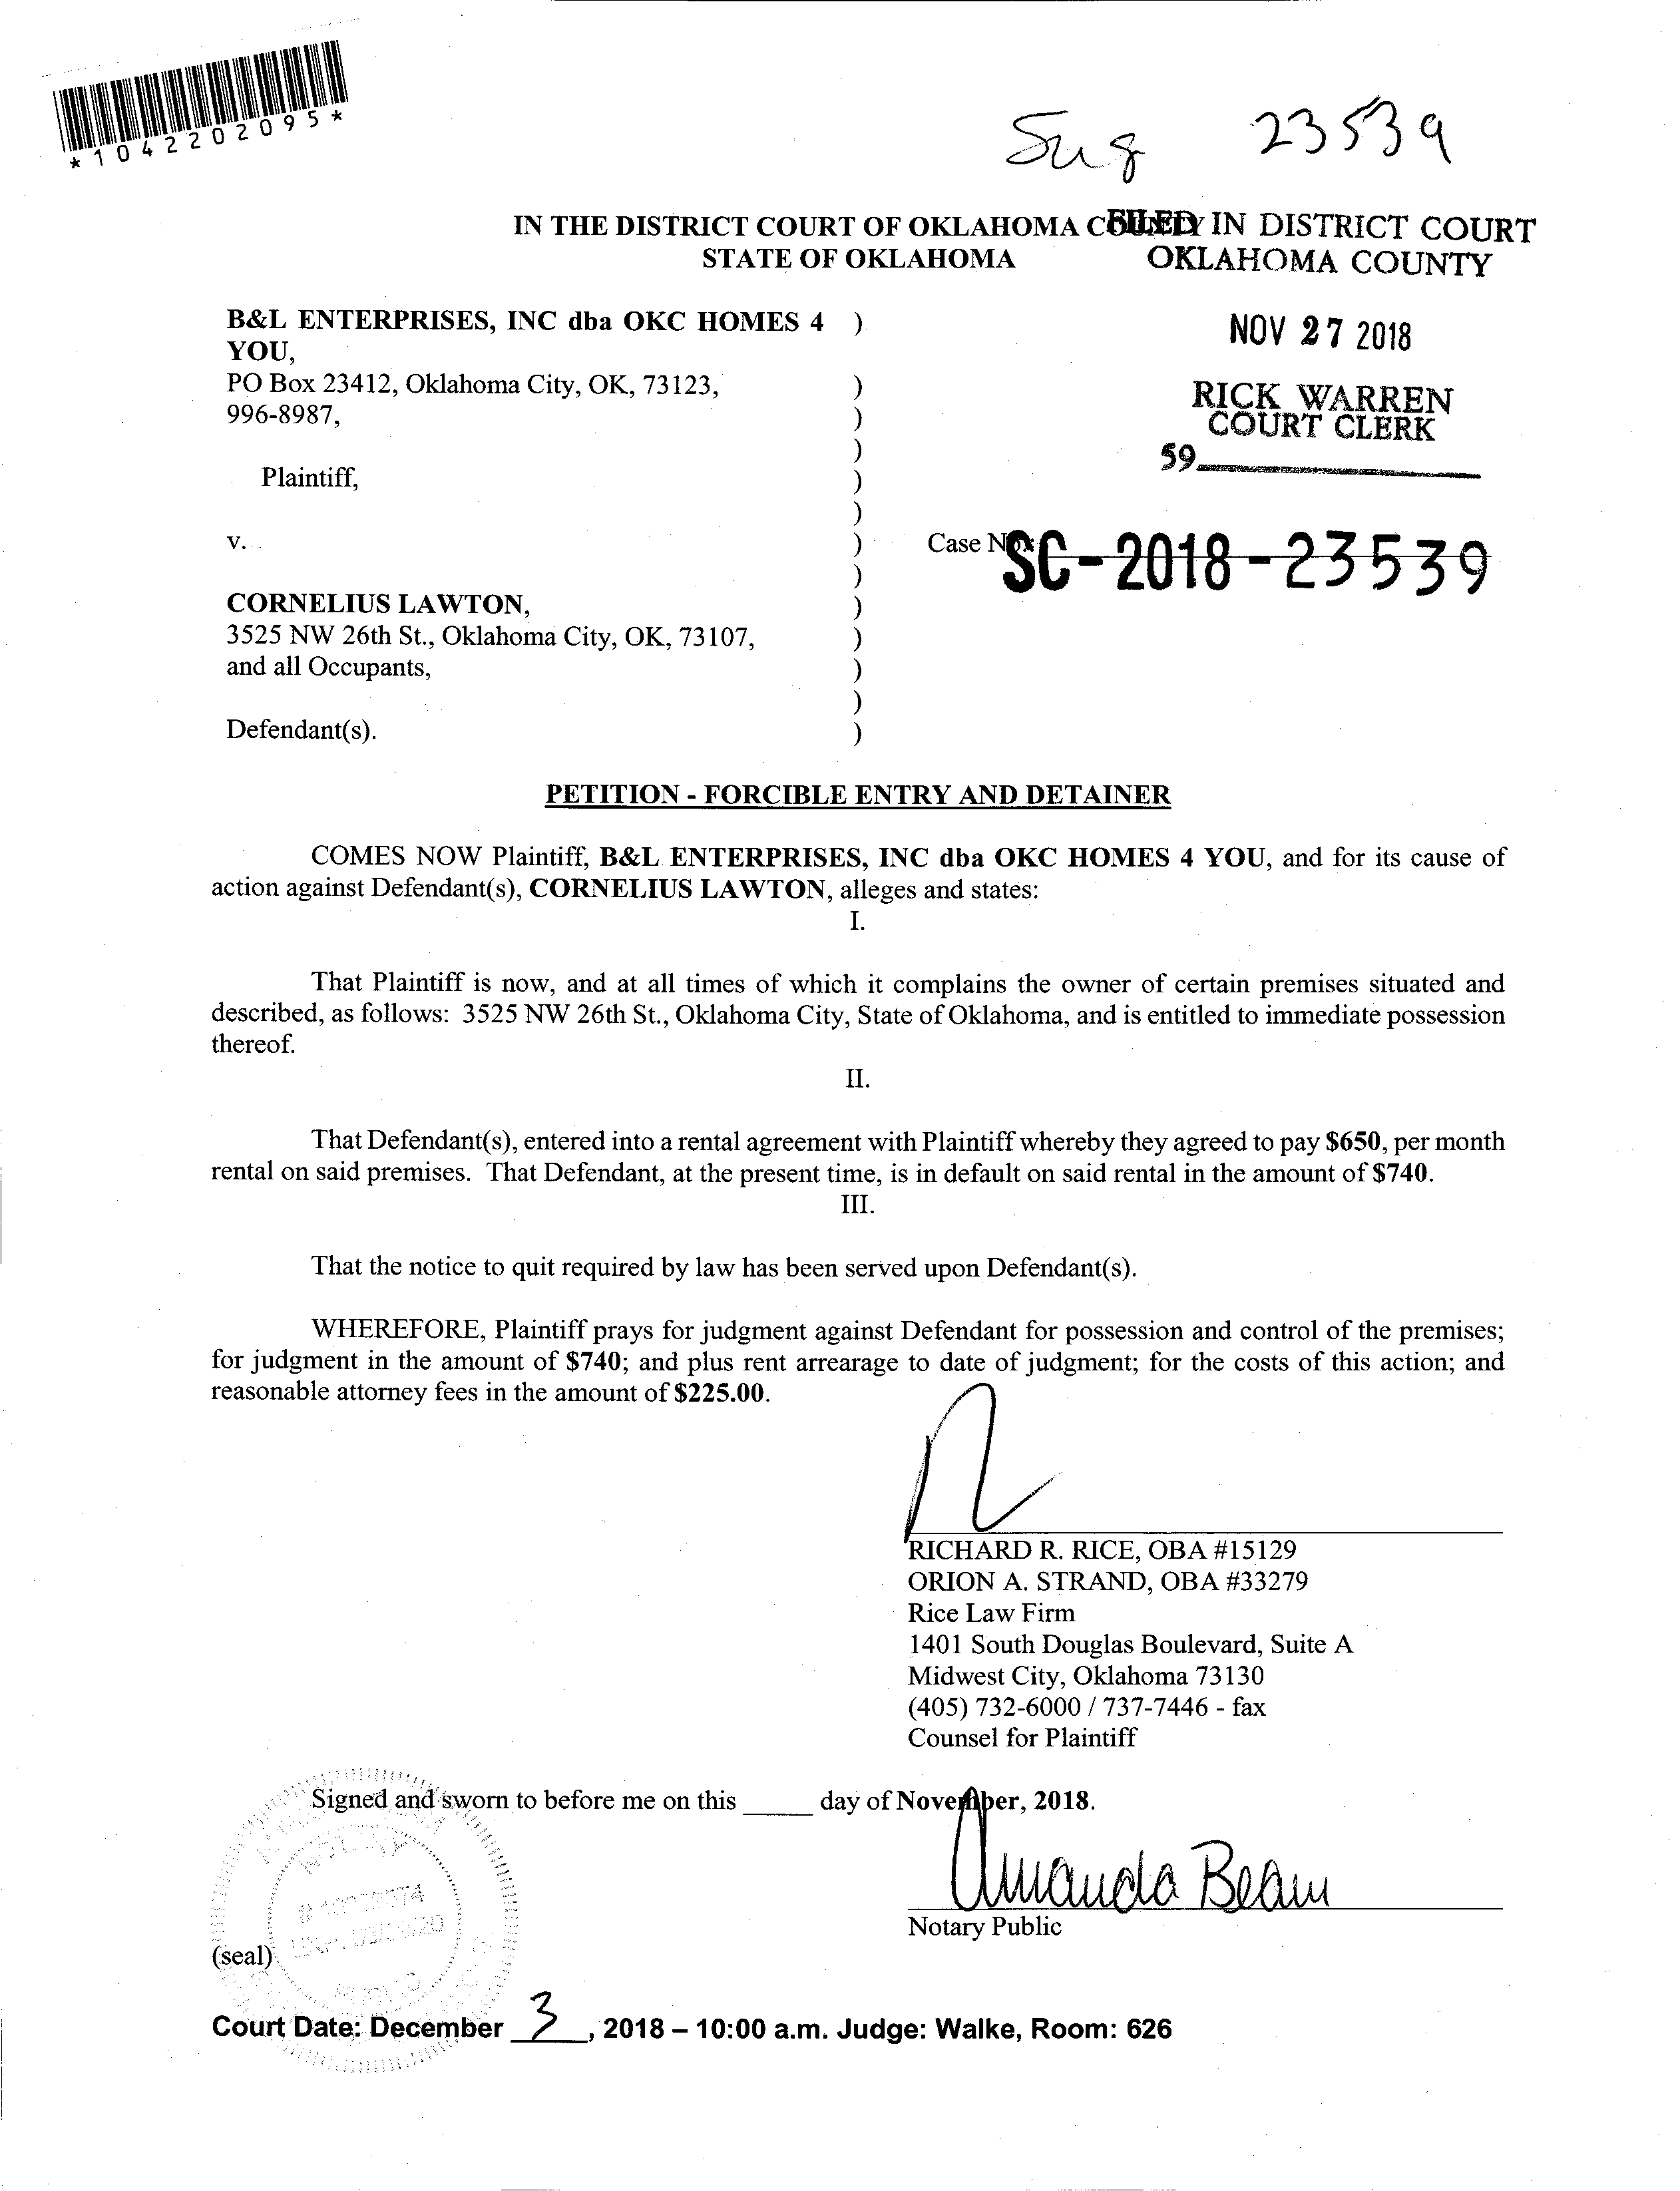 *1042202095*
23539
IN THE DISTRICT COURT OF OKLAHOMA COUNTY
STATE OF OKLAHOMA
FILED IN DISTRICT COURT
OKLAHOMA COUNTY
NOV 27 2018
RICK WARREN
COURT CLERK
59
B&L ENTERPRISES, INC dba OKC HOMES 4 )
YOU,
PO Box 23412, Oklahoma City, OK, 73123, )
996-8987, )
)
Plaintiff, )
)
v. ) Case No: SC-2018-23539
)
CORNELIUS LAWTON, )
3525 NW 26th St., Oklahoma City, OK, 73107, )
and all Occupants, )
)
Defendant(s). )
PETITION - FORCIBLE ENTRY AND DETAINER
COMES NOW Plaintiff, B&L ENTERPRISES, INC dba OKC HOMES 4 YOU, and for its cause of
action against Defendant(s), CORNELIUS LAWTON, alleges and states:
I.
That Plaintiff is now, and at all times of which it complains the owner of certain premises situated and
described, as follows: 3525 NW 26th St., Oklahoma City, State of Oklahoma, and is entitled to immediate possession
thereof.
II.
That Defendant(s), entered into a rental agreement with Plaintiff whereby they agreed to pay $650, per month
rental on said premises. That Defendant, at the present time, is in default on said rental in the amount of $740.
III.
That the notice to quit required by law has been served upon Defendant(s).
WHEREFORE, Plaintiff prays for judgment against Defendant for possession and control of the premises;
for judgment in the amount of $740; and plus rent arrearage to date of judgment; for the costs of this action; and
reasonable attorney fees in the amount of $225.00.
RICHARD R. RICE, OBA #15129
ORION A. STRAND, OBA #33279
Rice Law Firm
1401 South Douglas Boulevard, Suite A
Midwest City, Oklahoma 73130
(405) 732-6000 / 737-7446 - fax
Counsel for Plaintiff
Signed and sworn to before me on this _____ day of November, 2018.
Amanda Beam
Notary Public
(seal)
Court Date: December 3, 2018 – 10:00 a.m. Judge: Walke, Room: 626